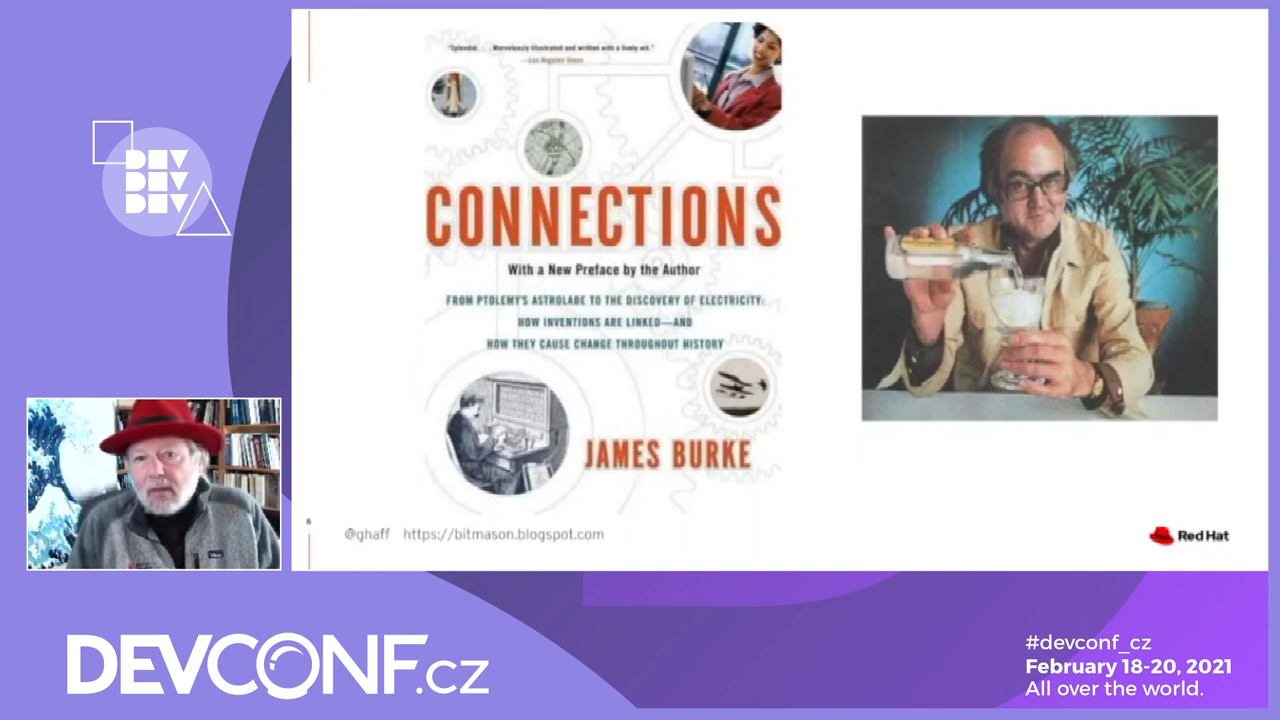 "Splendid. . . . Marvelously illustrated and written with a lively wit."
—Los Angeles Times
CONNECTIONS
With a New Preface by the Author
FROM PTOLEMY'S ASTROLABE TO THE DISCOVERY OF ELECTRICITY:
HOW INVENTIONS ARE LINKED—AND
HOW THEY CAUSE CHANGE THROUGHOUT HISTORY
JAMES BURKE
6
@ghaff https://bitmason.blogspot.com
Red Hat
DEV
DEV
DEV
DEVCONF.cz
#devconf_cz
February 18-20, 2021
All over the world.